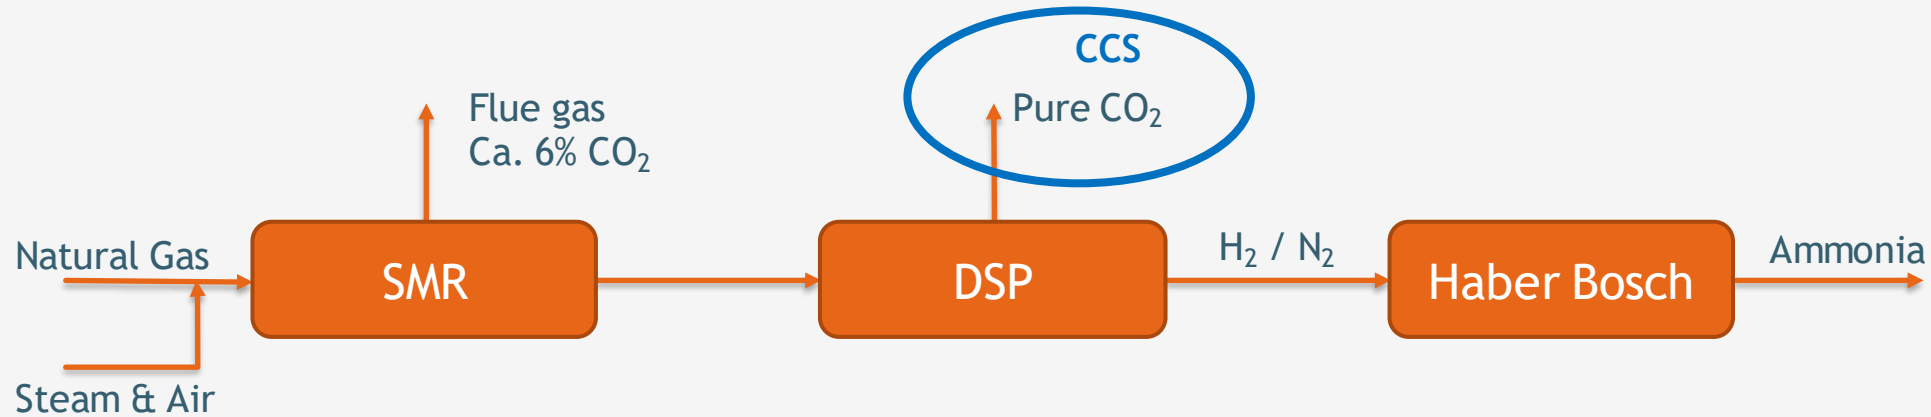 CCS
Flue gas
Ca. 6% CO₂
Pure CO₂
Natural Gas
SMR
DSP
H₂ / N₂
Haber Bosch
Ammonia
Steam & Air